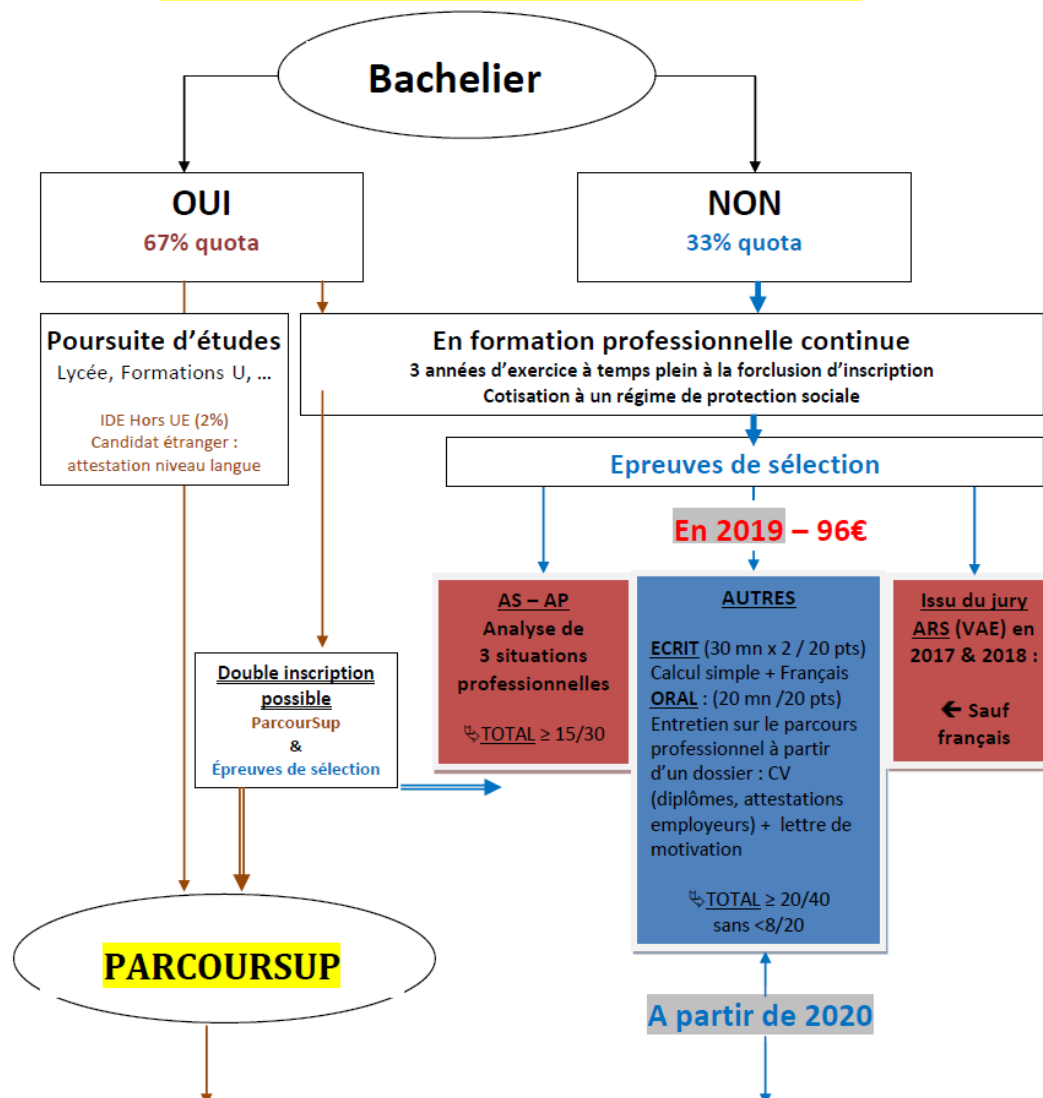 Bachelier
OUI
67% quota
NON
33% quota
Poursuite d’études
Lycée, Formations U, ...
IDE Hors UE (2%)
Candidat étranger :
attestation niveau langue
En formation professionnelle continue
3 années d’exercice à temps plein à la forclusion d’inscription
Cotisation à un régime de protection sociale
Epreuves de sélection
En 2019 – 96€
AS – AP
Analyse de
3 situations
professionnelles
TOTAL ≥ 15/30
AUTRES
ECRIT (30 mn x 2 / 20 pts)
Calcul simple + Français
ORAL : (20 mn /20 pts)
Entretien sur le parcours
professionnel à partir
d’un dossier : CV
(diplômes, attestations
employeurs) + lettre de
motivation
TOTAL ≥ 20/40
sans <8/20
Issu du jury
ARS (VAE) en
2017 & 2018 :
← Sauf
français
Double inscription
possible
ParcourSup
&
Épreuves de sélection
PARCOURSUP
A partir de 2020